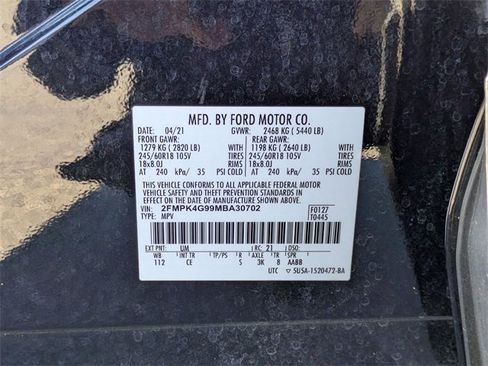 MFD. BY FORD MOTOR CO.
DATE: 04/21 GVWR: 2468 KG ( 5440 LB)
FRONT GAWR: REAR GAWR:
1279 KG ( 2820 LB) WITH 1198 KG ( 2640 LB) WITH
245/60R18 105V TIRES 245/60R18 105V TIRES
18x8.0J RIMS 18x8.0J RIMS
AT 240 kPa/ 35 PSI COLD AT 240 kPa/ 35 PSI COLD
THIS VEHICLE CONFORMS TO ALL APPLICABLE FEDERAL MOTOR
VEHICLE SAFETY AND THEFT PREVENTION STANDARDS IN
EFFECT ON THE DATE OF MANUFACTURE SHOWN ABOVE.
VIN: 2FMPK4G99MBA30702 F0127
TYPE: MPV T0445
EXT PNT: UM RC: 21 DSO:
WB INT TR TP/PS R AXLE TR SPR
112 CE S 3K 8 AABB
UTC 5U5A-1520472-BA